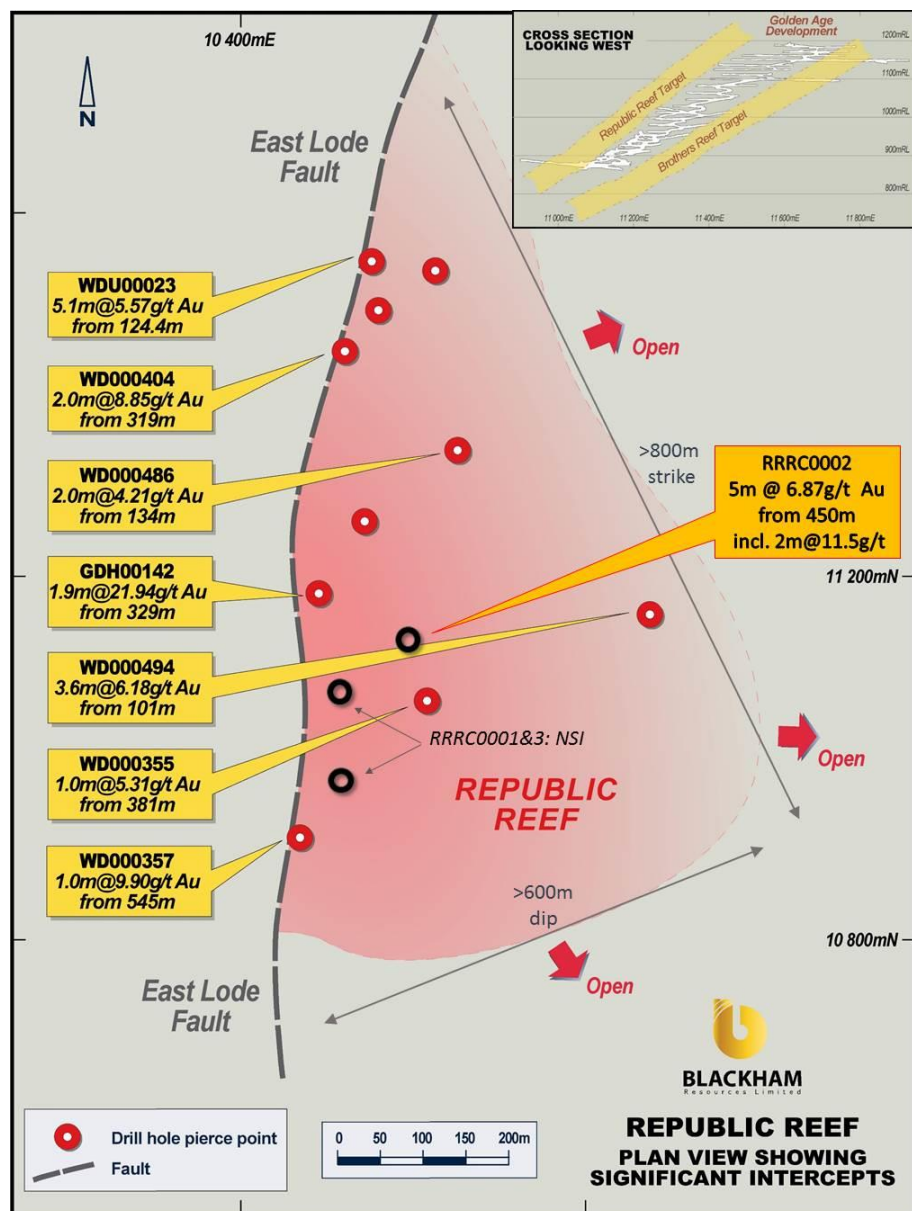 10 400mE
CROSS SECTION
LOOKING WEST
Golden Age
Development
1200mRL
1100mRL
1000mRL
900mRL
800mRL
Republic Reef Target
Brothers Reef Target
11 000mE
11 200mE
11 400mE
11 600mE
11 800mE
N
East Lode
Fault
WDU00023
5.1m@5.57g/t Au
from 124.4m
WD000404
2.0m@8.85g/t Au
from 319m
WD000486
2.0m@4.21g/t Au
from 134m
GDH00142
1.9m@21.94g/t Au
from 329m
WD000494
3.6m@6.18g/t Au
from 101m
WD000355
1.0m@5.31g/t Au
from 381m
WD000357
1.0m@9.90g/t Au
from 545m
Open
>800m
strike
RRRC0002
5m @ 6.87g/t Au
from 450m
incl. 2m@11.5g/t
11 200mN
RRRC0001&3: NSI
Open
REPUBLIC
REEF
>600m
dip
10 800mN
Open
East Lode
Fault
BLACKHAM
Resources Limited
Drill hole pierce point
Fault
0 50 100 150 200m
REPUBLIC REEF
PLAN VIEW SHOWING
SIGNIFICANT INTERCEPTS